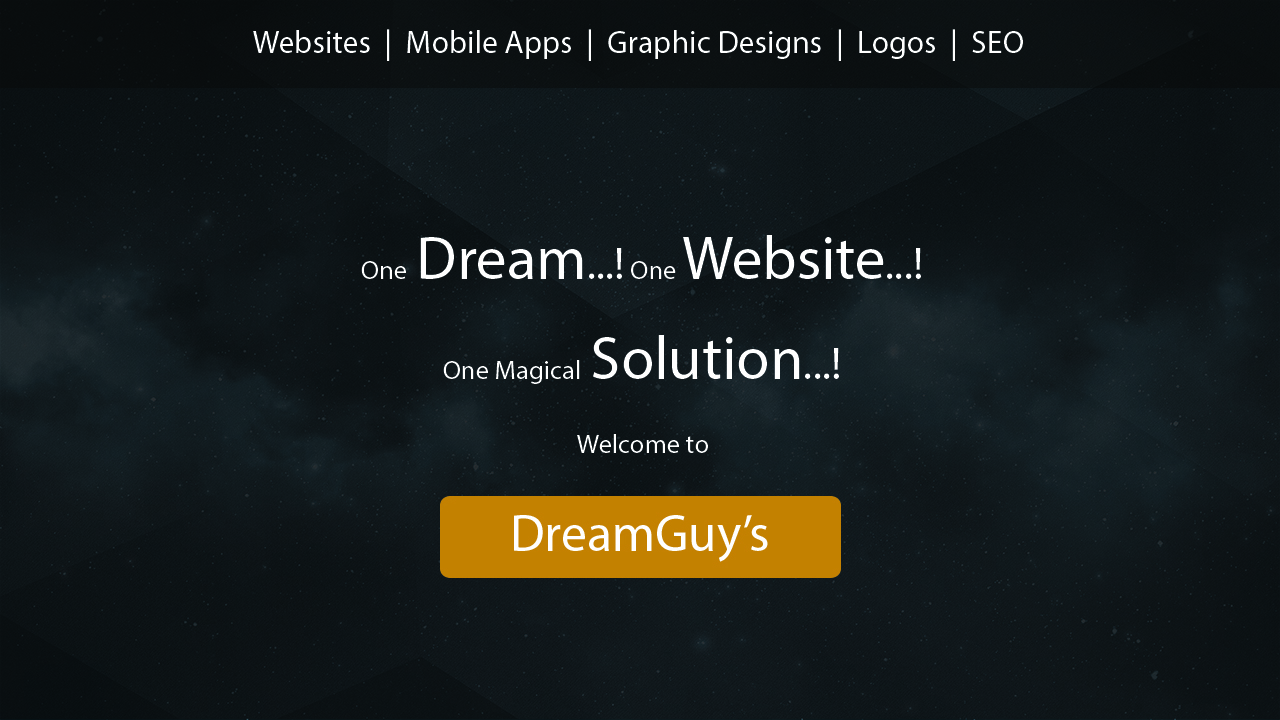 Websites | Mobile Apps | Graphic Designs | Logos | SEO
One Dream...! One Website...!
One Magical Solution...!
Welcome to
DreamGuy’s